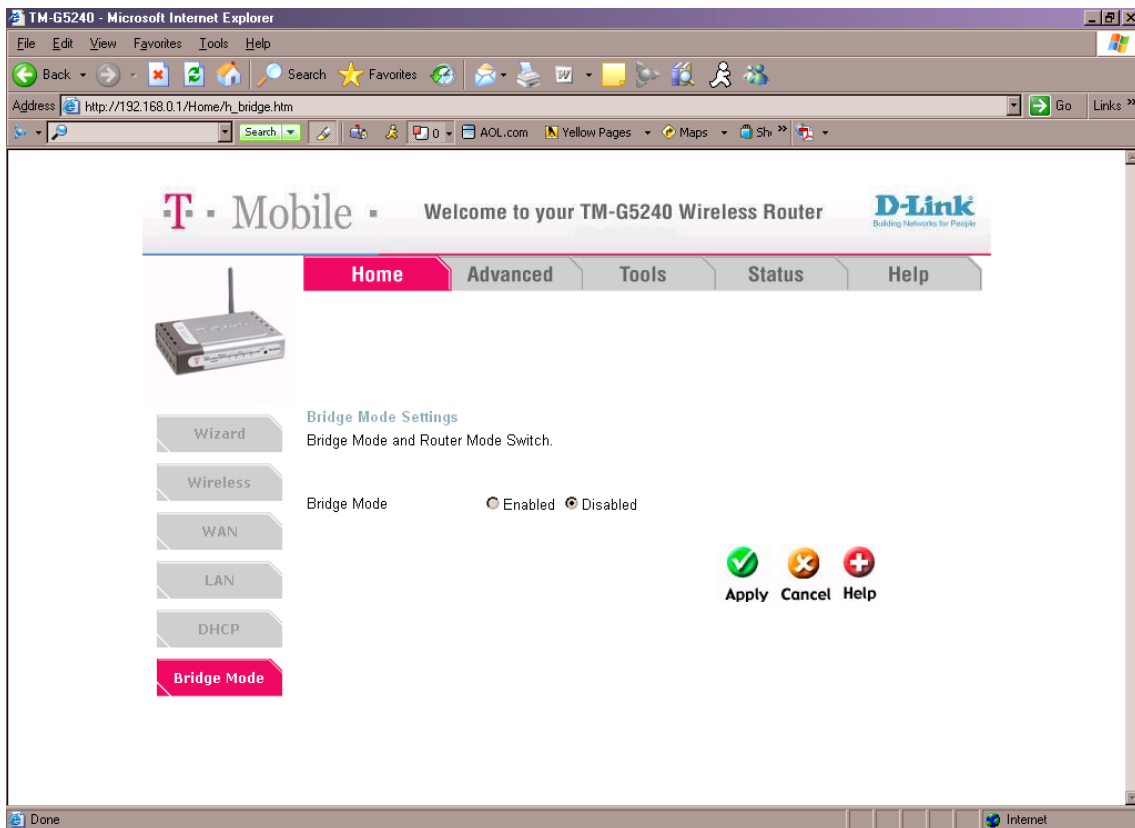 TM-G5240 - Microsoft Internet Explorer
File Edit View Favorites Tools Help
Back Search Favorites
Address http://192.168.0.1/Home/h_bridge.htm Go Links »
Search 0 AOL.com Yellow Pages Maps Sh »
T · Mobile · Welcome to your TM-G5240 Wireless Router D-Link
Building Networks for People
Home Advanced Tools Status Help
Bridge Mode Settings
Bridge Mode and Router Mode Switch.
Bridge Mode Enabled Disabled
Apply Cancel Help
Wizard
Wireless
WAN
LAN
DHCP
Bridge Mode
Done Internet